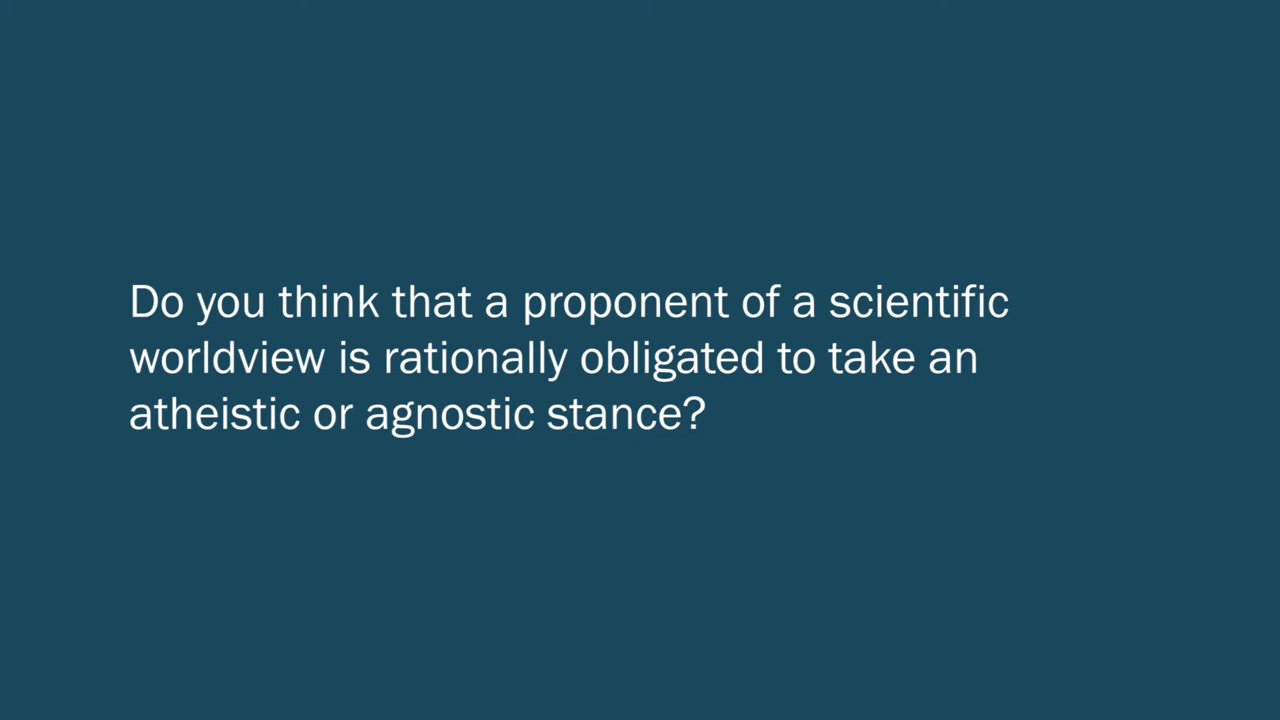 Do you think that a proponent of a scientific
worldview is rationally obligated to take an
atheistic or agnostic stance?